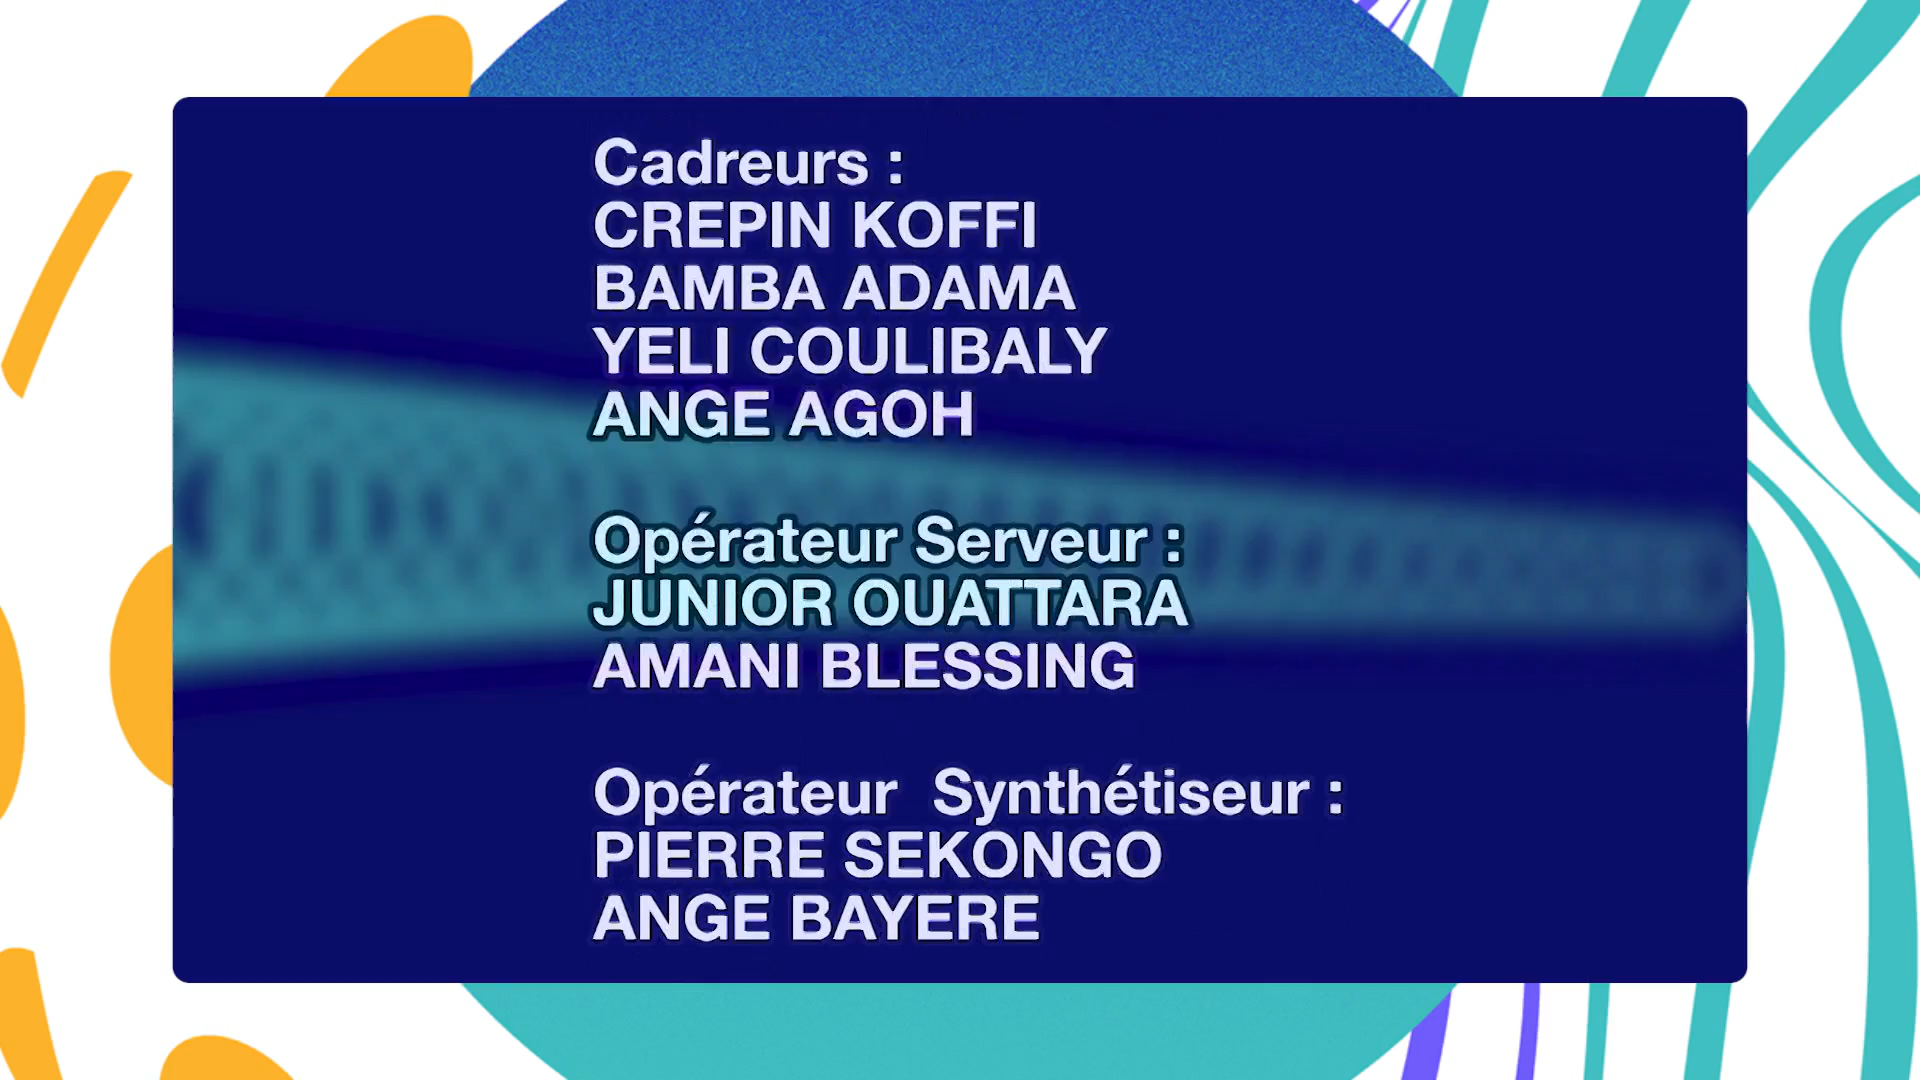 Cadreurs :
CREPIN KOFFI
BAMBA ADAMA
YELI COULIBALY
ANGE AGOH
Opérateur Serveur :
JUNIOR OUATTARA
AMANI BLESSING
Opérateur  Synthétiseur :
PIERRE SEKONGO
ANGE BAYERE